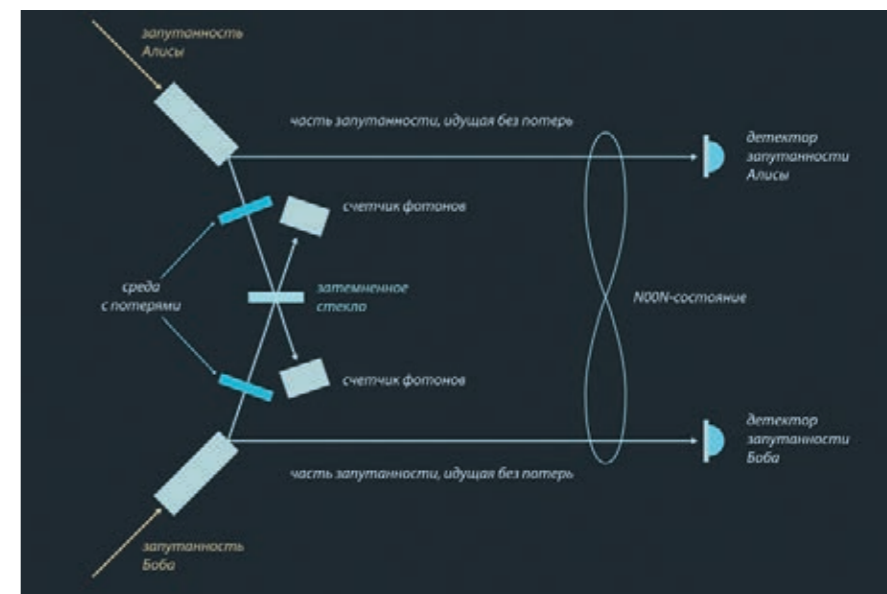 запутанность
Алисы
часть запутанности, идущая без потерь
детектор
запутанности
Алисы
счетчик фотонов
среда
с потерями
затемненное
стекло
N00N-состояние
счетчик фотонов
детектор
запутанности
Боба
часть запутанности, идущая без потерь
запутанность
Боба